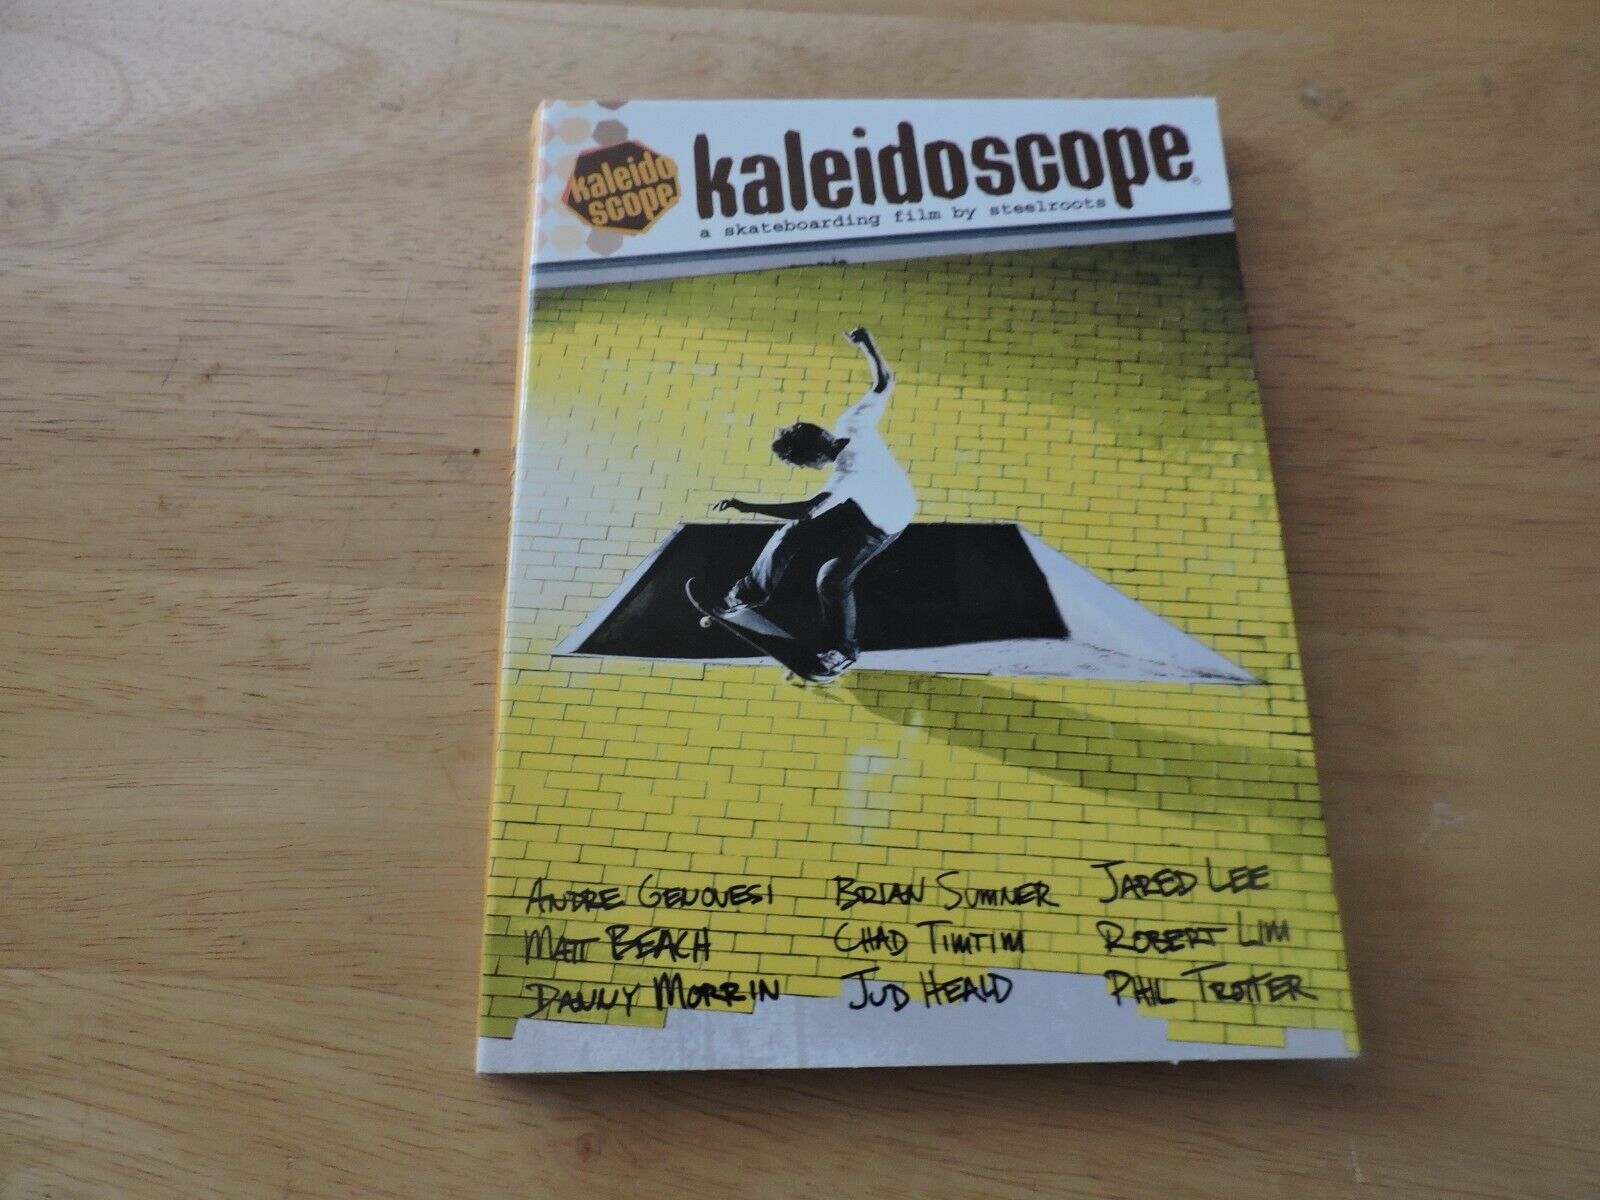 kaleido
scope
kaleidoscope®
a skateboarding film by steelroots
ANDRE GENOVESI BRIAN SUMNER JARED LEE
MATT BEACH CHAD TIMTIM ROBERT LIM
DANNY MORRIN JUD HEALD PHIL TROTTER